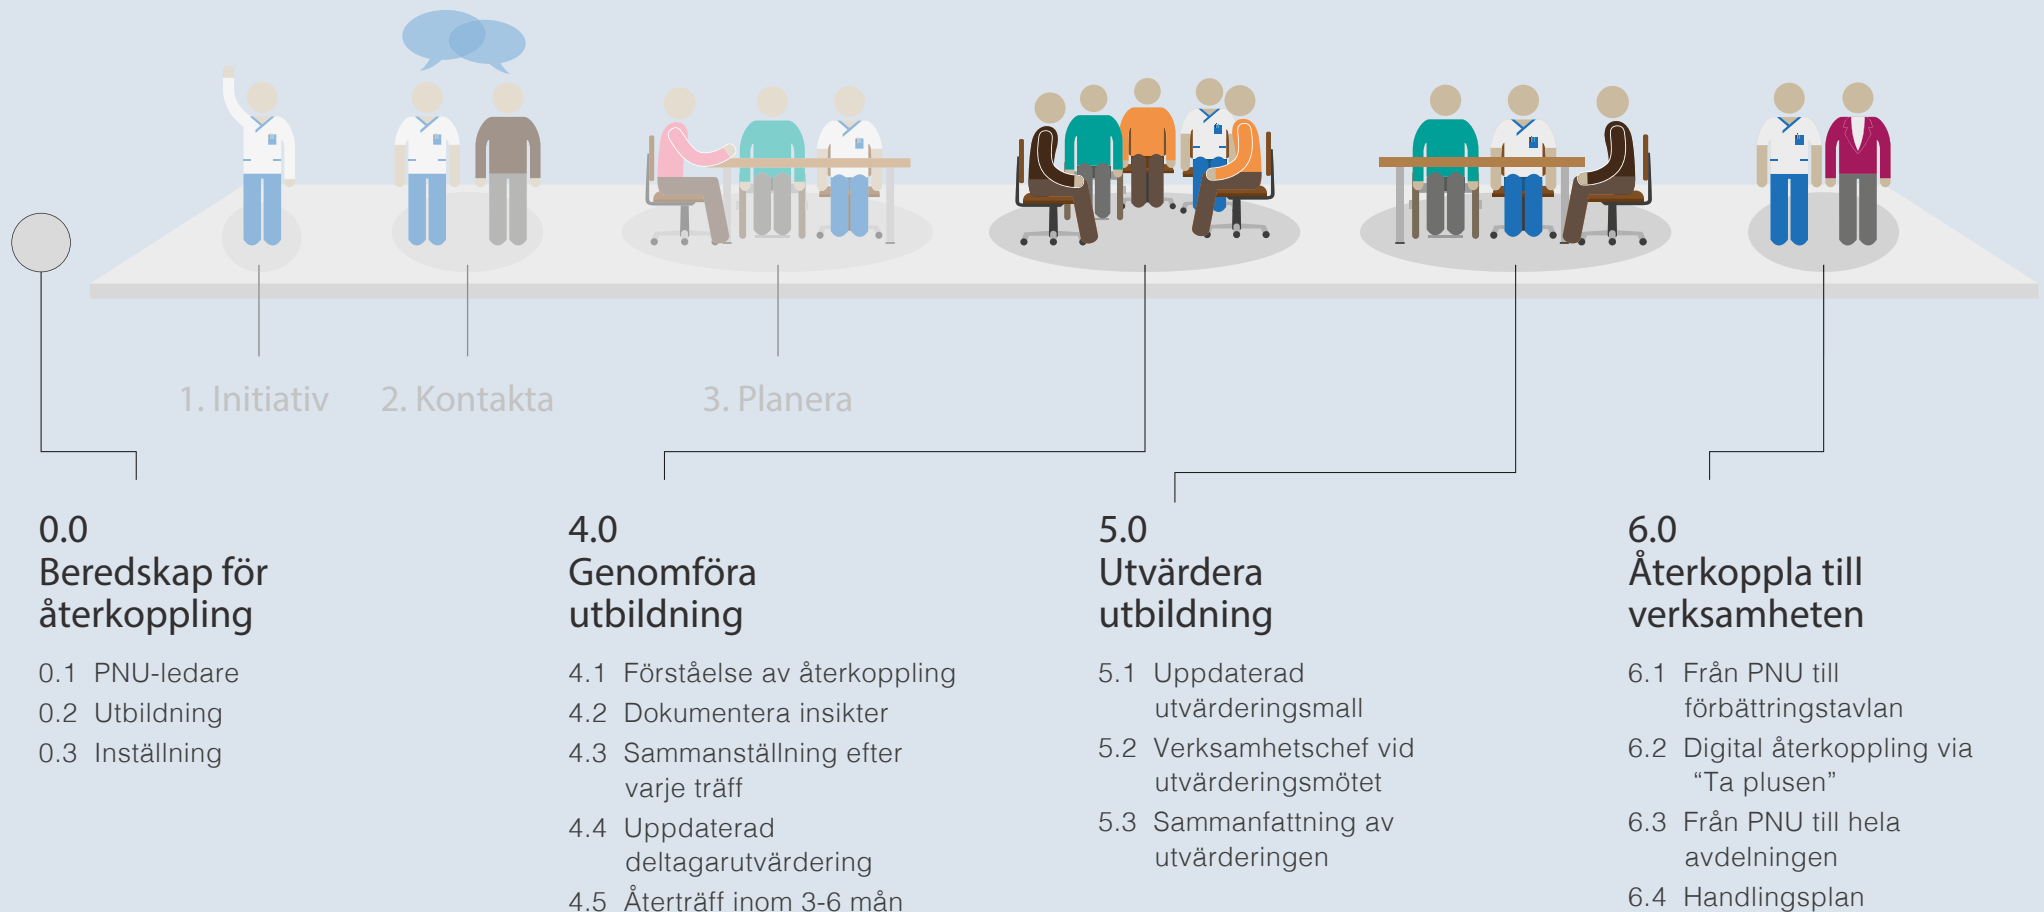 1. Initiativ
2. Kontakta
3. Planera
0.0
Beredskap för
återkoppling
0.1 PNU-ledare
0.2 Utbildning
0.3 Inställning
4.0
Genomföra
utbildning
4.1 Förståelse av återkoppling
4.2 Dokumentera insikter
4.3 Sammanställning efter
varje träff
4.4 Uppdaterad
deltagarutvärdering
4.5 Återträff inom 3-6 mån
5.0
Utvärdera
utbildning
5.1 Uppdaterad
utvärderingsmall
5.2 Verksamhetschef vid
utvärderingsmötet
5.3 Sammanfattning av
utvärderingen
6.0
Återkoppla till
verksamheten
6.1 Från PNU till
förbättringstavlan
6.2 Digital återkoppling via
“Ta plusen”
6.3 Från PNU till hela
avdelningen
6.4 Handlingsplan